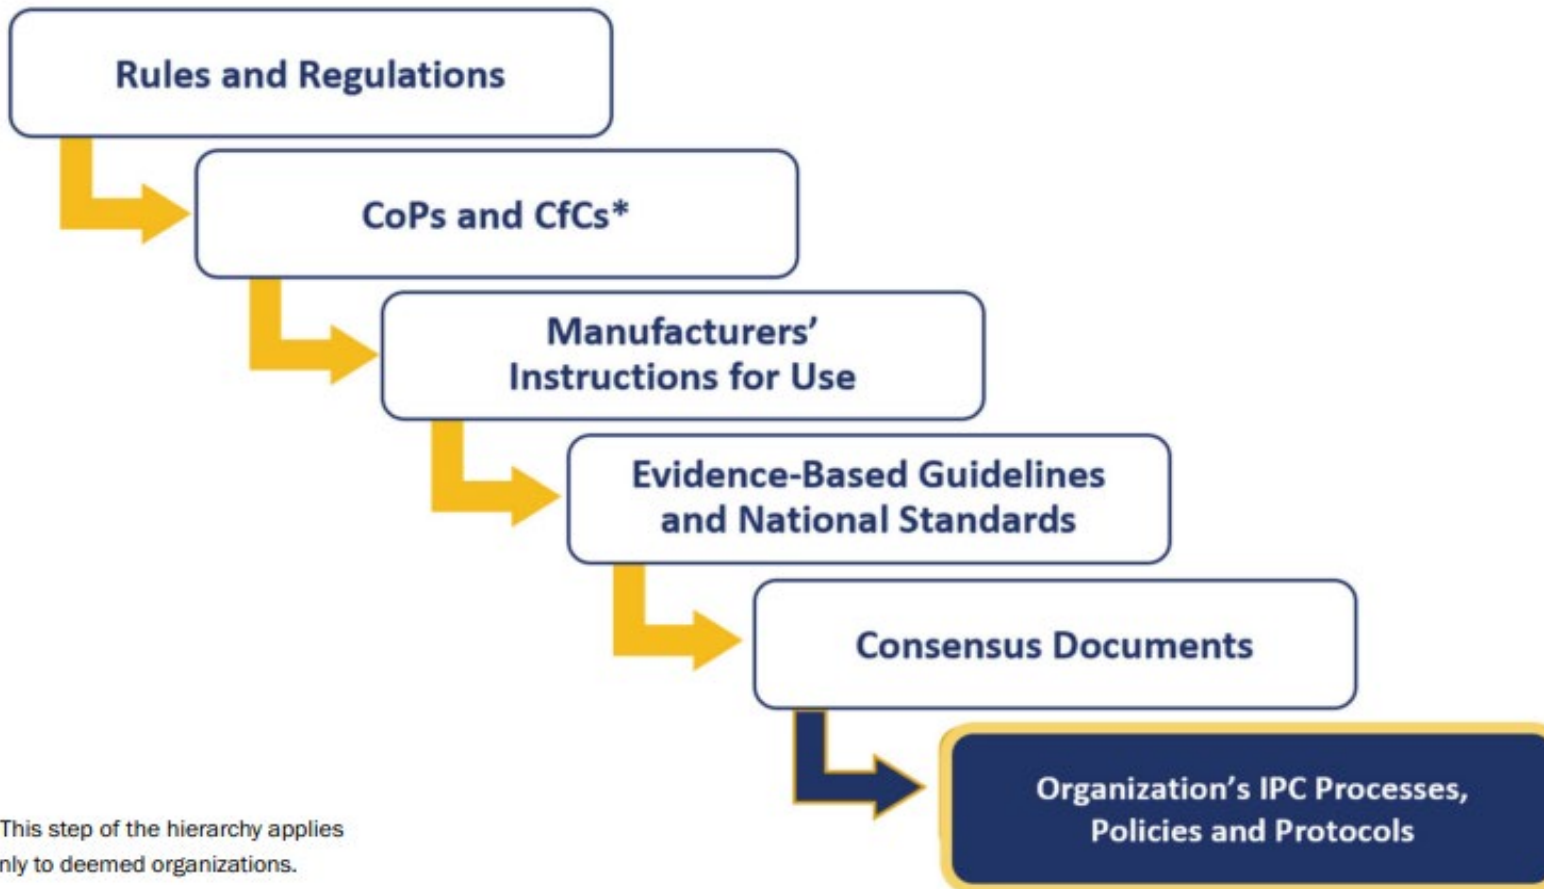 Rules and Regulations
CoPs and CfCs*
Manufacturers’
Instructions for Use
Evidence-Based Guidelines
and National Standards
Consensus Documents
Organization’s IPC Processes,
Policies and Protocols
This step of the hierarchy applies
nly to deemed organizations.